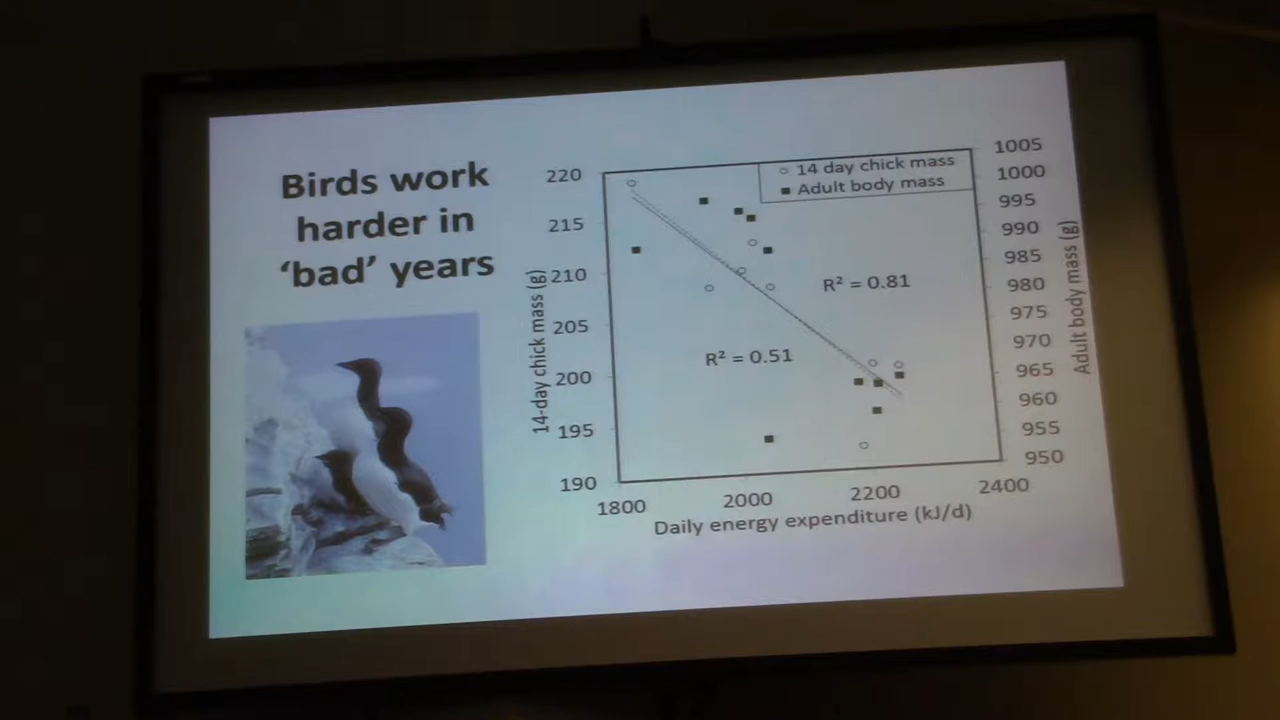 Birds work
harder in
‘bad’ years
14-day chick mass (g)
220
215
210
205
200
195
190
14 day chick mass
Adult body mass
R² = 0.81
R² = 0.51
1005
1000
995
990
985
980
975
970
965
960
955
950
Adult body mass (g)
1800 2000 2200 2400
Daily energy expenditure (kJ/d)